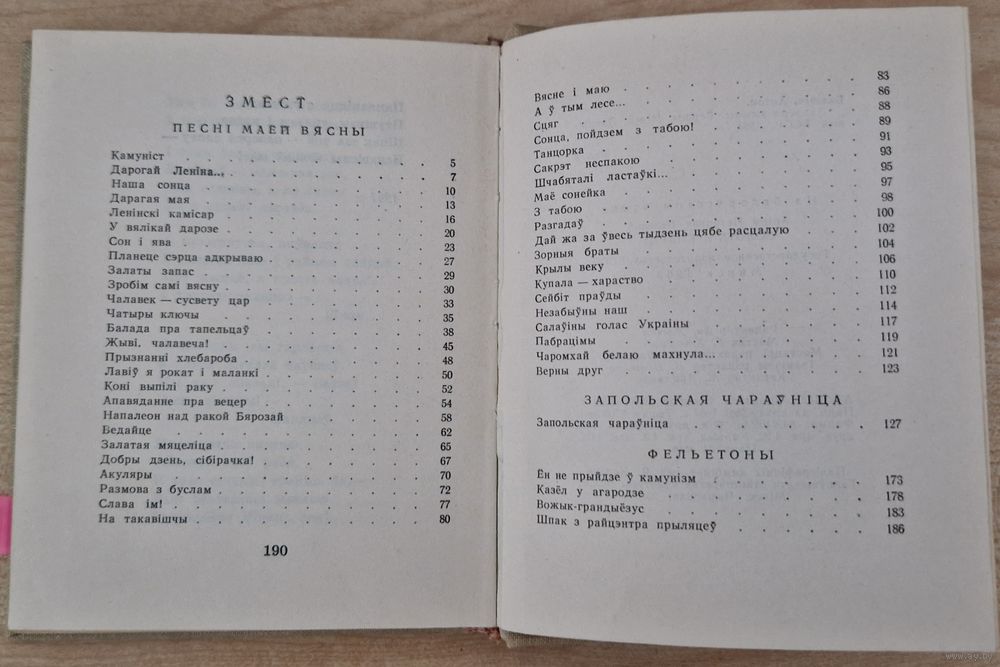 ЗМЕСТ
ПЕСНІ МАЕЙ ВЯСНЫ
Камуніст . . . . . . . . . . 5
Дарогай Леніна... . . . . . . . . . 7
Наша сонца . . . . . . . . . 10
Дарагая мая . . . . . . . . . 13
Ленінскі камісар . . . . . . . . 16
У вялікай дарозе . . . . . . . . 20
Сон і ява . . . . . . . . . . 23
Планеце сэрца адкрываю . . . . . . 27
Залаты запас . . . . . . . . . 29
Зробім самі вясну . . . . . . . . 30
Чалавек — сусвету цар . . . . . . 33
Чатыры ключы . . . . . . . . . 35
Балада пра тапельцаў . . . . . . . 38
Жыві, чалавеча! . . . . . . . . 45
Прызнанні хлебароба . . . . . . . 48
Лавіў я рокат і маланкі . . . . . . 50
Коні выпілі раку . . . . . . . . 52
Апавяданне пра вецер . . . . . . . 54
Напалеон над ракой Бярозай . . . . . 58
Ведайце . . . . . . . . . . 62
Залатая мяцеліца . . . . . . . . 65
Добры дзень, сібірачка! . . . . . . 67
Акуляры . . . . . . . . . . 70
Размова з буслам . . . . . . . . 72
Слава ім! . . . . . . . . . . 77
На такавішчы . . . . . . . . . 80
190
Вясне і маю . . . . . . . . . 83
А ў тым лесе... . . . . . . . . . 86
Сцяг . . . . . . . . . . . 88
Сонца, пойдзем з табою! . . . . . . 89
Танцорка . . . . . . . . . . 91
Сакрэт неспакою . . . . . . . . 93
Шчабяталі ластаўкі... . . . . . . . 95
Маё сонейка . . . . . . . . . 97
З табою . . . . . . . . . . 98
Разгадаў . . . . . . . . . . 100
Дай жа за ўвесь тыдзень цябе расцалую . . . 102
Зорныя браты . . . . . . . . . 104
Крылы веку . . . . . . . . . 106
Купала — хараство . . . . . . . . 110
Сейбіт праўды . . . . . . . . . 112
Незабыўны наш . . . . . . . . . 114
Салаўіны голас Украіны . . . . . . 117
Пабрацімы . . . . . . . . . . 119
Чаромхай белаю махнула... . . . . . . 121
Верны друг . . . . . . . . . . 123
ЗАПОЛЬСКАЯ ЧАРАЎНІЦА
Запольская чараўніца . . . . . . . 127
ФЕЛЬЕТОНЫ
Ён не прыйдзе ў камунізм . . . . . . 173
Казёл у агародзе . . . . . . . . 178
Вожык-грандыёзус . . . . . . . . 183
Шпак з райцэнтра прыляцеў . . . . . 186
www.ay.by